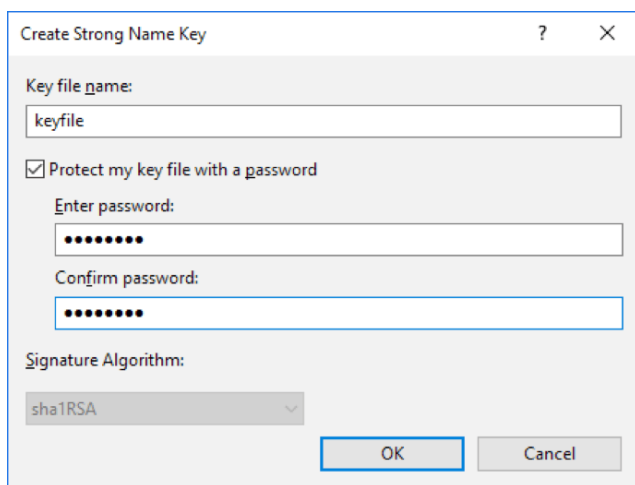 Create Strong Name Key
Key file name:
keyfile
Protect my key file with a password
Enter password:
●●●●●●●●
Confirm password:
●●●●●●●●
Signature Algorithm:
sha1RSA
OK Cancel